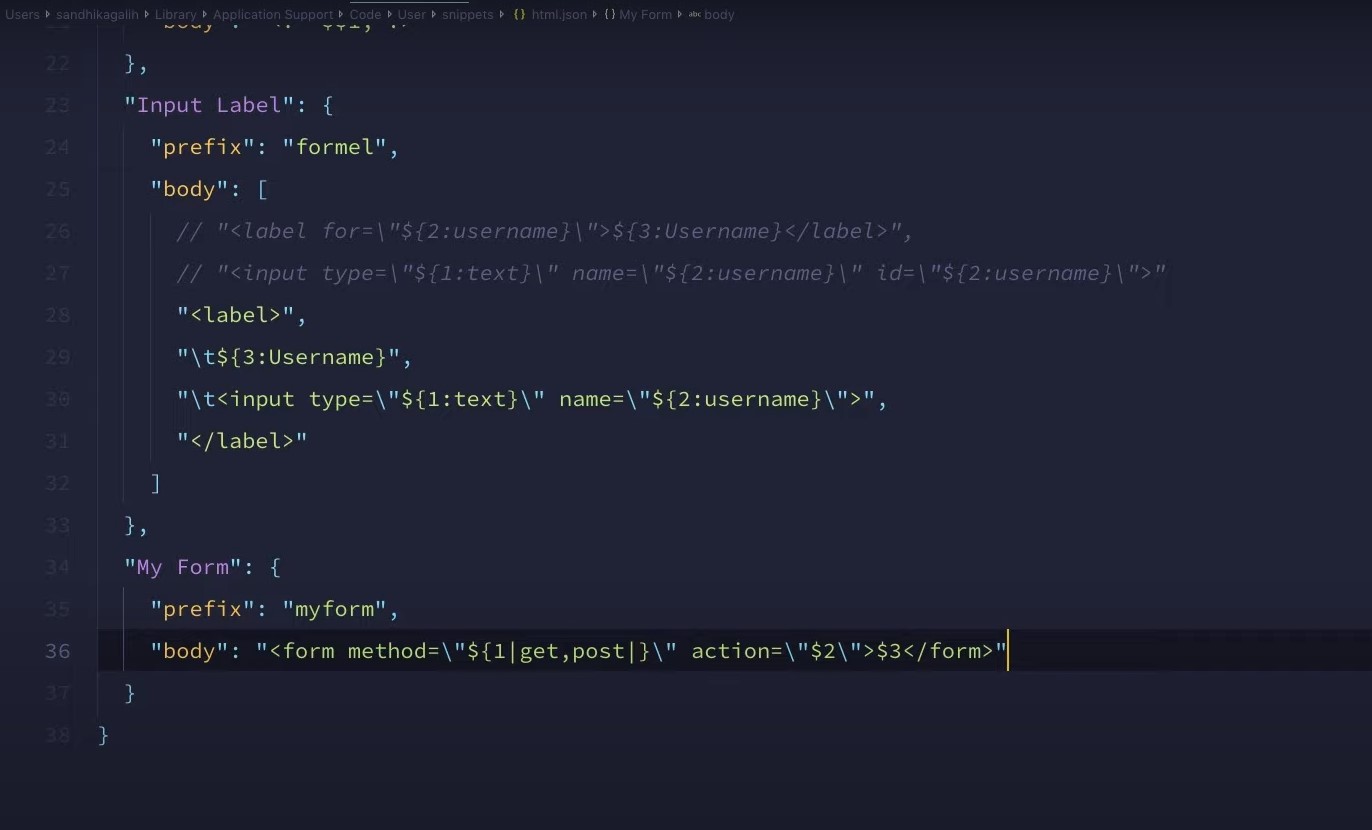 Users sandhikagalih Library Application Support Code User snippets {} html.json {} My Form abc body
22 },
23 "Input Label": {
24 "prefix": "formel",
25 "body": [
26 // "<label for=\"${2:username}\">${3:Username}</label>",
27 // "<input type=\"${1:text}\" name=\"${2:username}\" id=\"${2:username}\">"
28 "<label>",
29 "\t${3:Username}",
30 "\t<input type=\"${1:text}\" name=\"${2:username}\">",
31 "</label>"
32 ]
33 },
34 "My Form": {
35 "prefix": "myform",
36 "body": "<form method=\"${1|get,post|}\" action=\"$2\">$3</form>"
37 }
38 }